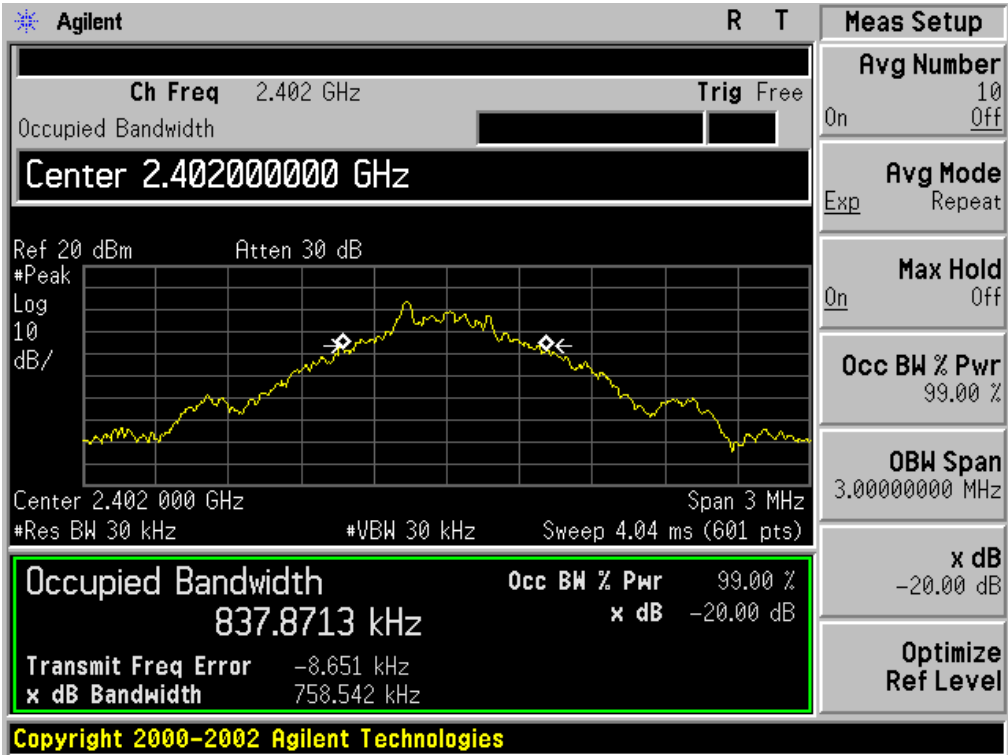 Agilent R T
Ch Freq 2.402 GHz Trig Free
Occupied Bandwidth
Center 2.402000000 GHz
Ref 20 dBm Atten 30 dB
#Peak
Log
10
dB/
Center 2.402 000 GHz Span 3 MHz
#Res BW 30 kHz #VBW 30 kHz Sweep 4.04 ms (601 pts)
Occupied Bandwidth Occ BW % Pwr 99.00 %
837.8713 kHz x dB -20.00 dB
Transmit Freq Error -8.651 kHz
x dB Bandwidth 758.542 kHz
Copyright 2000-2002 Agilent Technologies
Meas Setup
Avg Number
10
On Off
Avg Mode
Exp Repeat
Max Hold
On Off
Occ BW % Pwr
99.00 %
OBW Span
3.00000000 MHz
x dB
-20.00 dB
Optimize
Ref Level